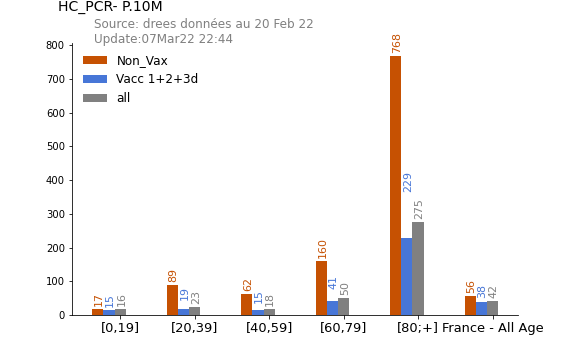 HC_PCR- P.10M
Source: drees données au 20 Feb 22
Update:07Mar22 22:44
800
700
600
500
400
300
200
100
0
Non_Vax
Vacc 1+2+3d
all
17 15 16
89 19 23
62 15 18
160 41 50
768 229 275
56 38 42
[0,19] [20,39] [40,59] [60,79] [80;+] France - All Age